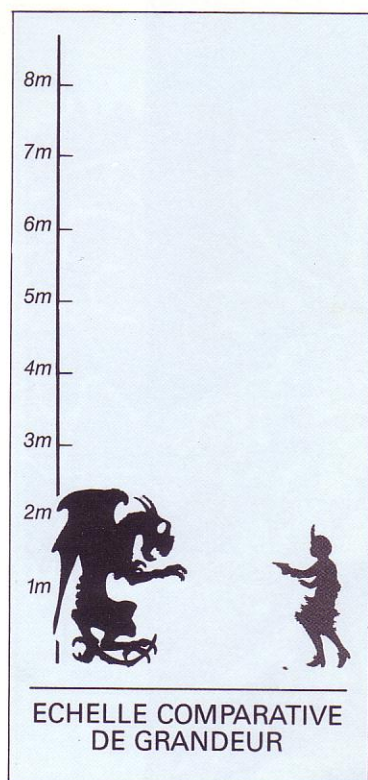 8m
7m
6m
5m
4m
3m
2m
1m
ECHELLE COMPARATIVE
DE GRANDEUR